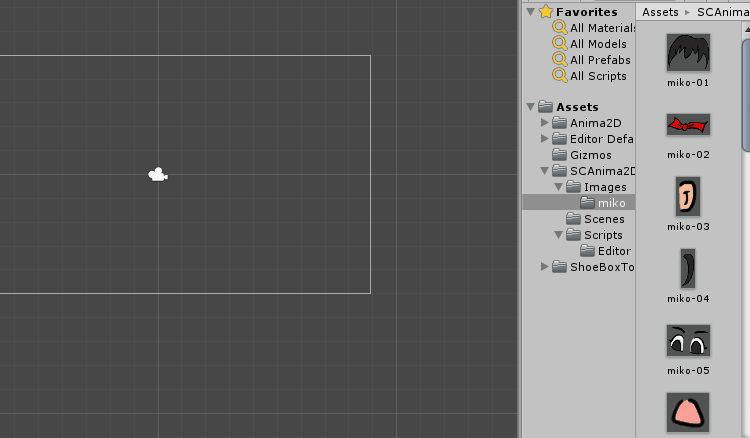 Favorites
All Materials
All Models
All Prefabs
All Scripts
Assets
Anima2D
Editor Defa
Gizmos
SCAnima2D
Images
miko
Scenes
Scripts
Editor
ShoeBoxTo
Assets ▸ SCAnima
miko-01
miko-02
miko-03
miko-04
miko-05